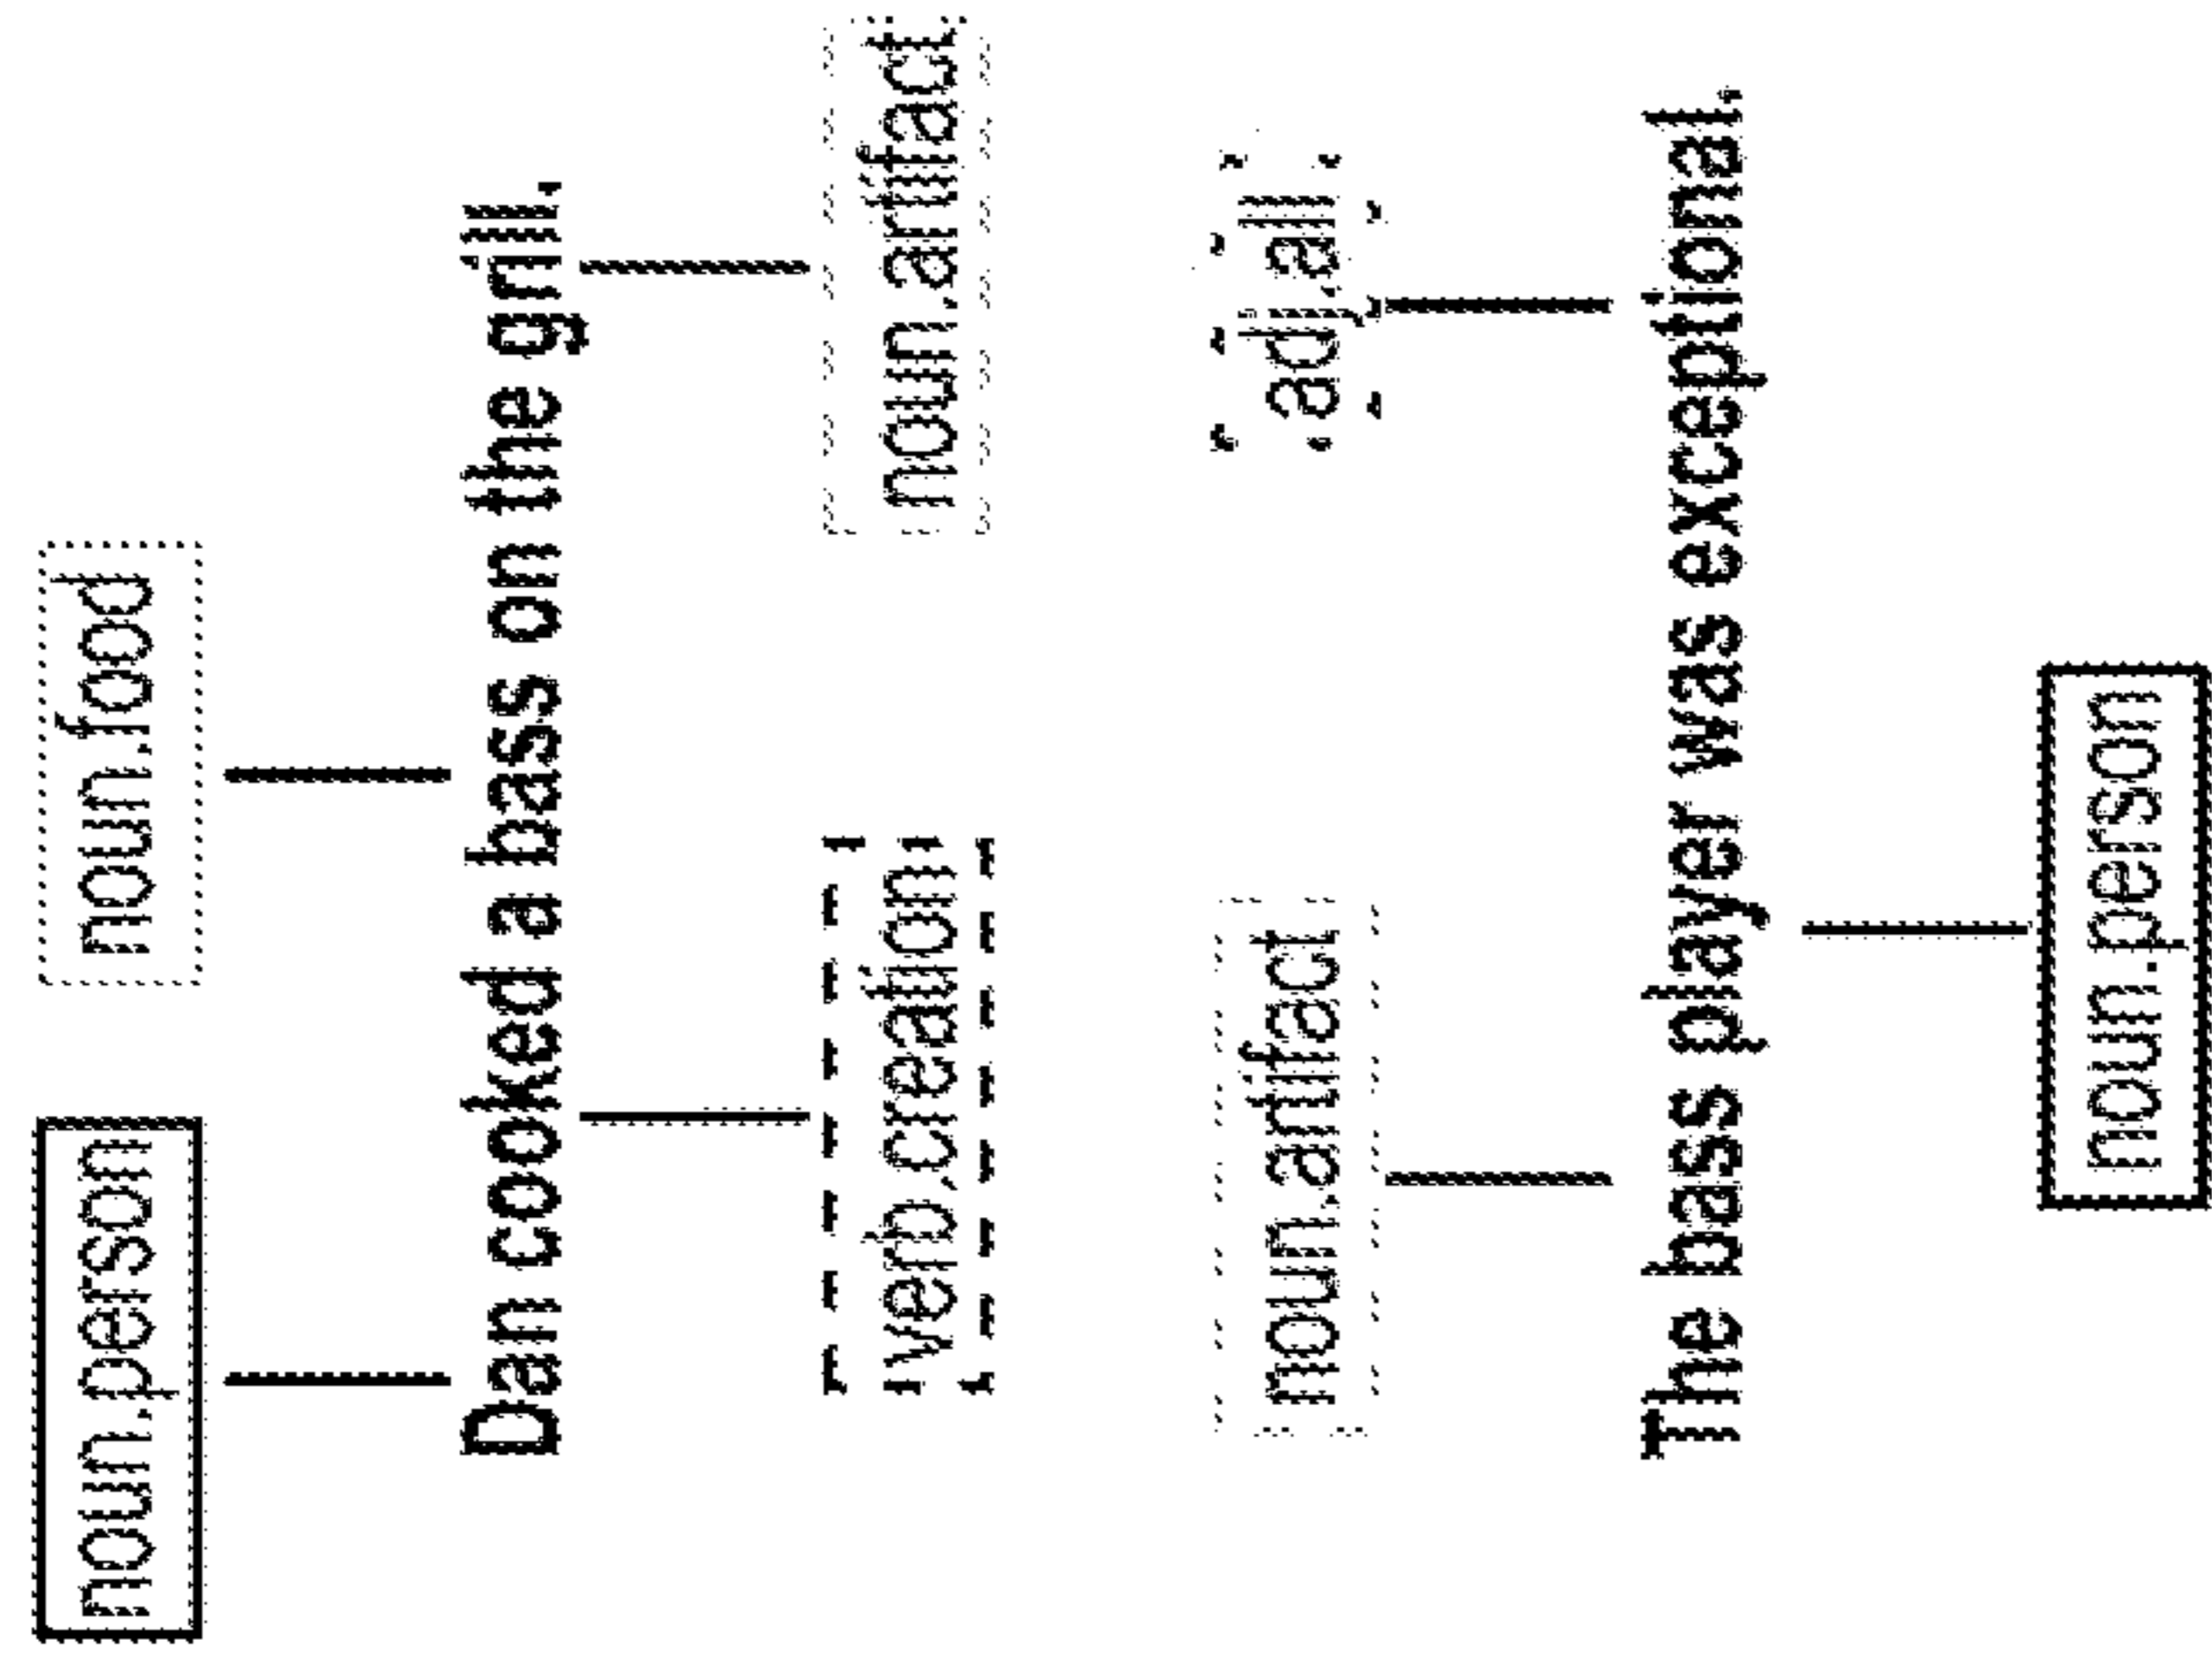 noun.person noun.food
Dan cooked a bass on the grill.
verb.creation noun.artifact
noun.artifact adj.all
The bass player was exceptional.
noun.person